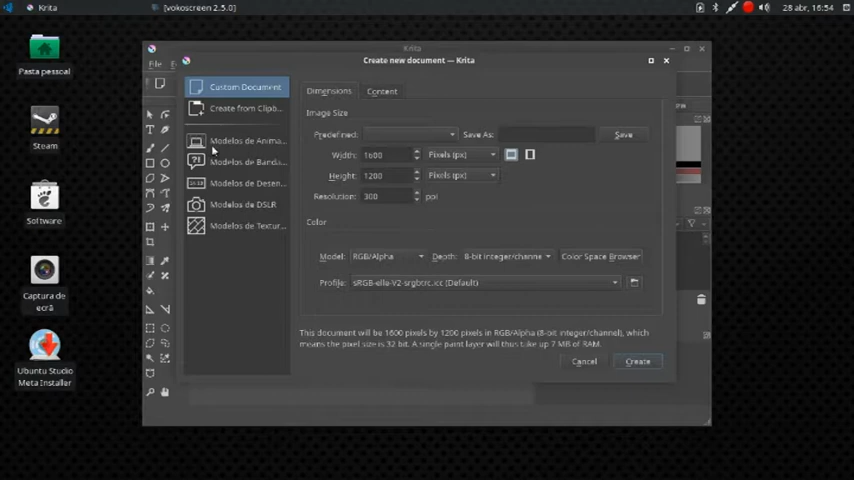 Krita
[vokoscreen 2.5.0]
28 abr, 16:54
Pasta pessoal
Steam
Software
Captura de ecrã
Ubuntu Studio Meta Installer
Krita
File
Create new document — Krita
Custom Document
Create from Clipb...
Modelos de Anima...
Modelos de Banda...
Modelos de Desen...
Modelos de DSLR
Modelos de Textur...
Dimensions
Content
Image Size
Predefined:
Save As:
Save
Width: 1600 Pixels (px)
Height: 1200 Pixels (px)
Resolution: 300 ppi
Color
Model: RGB/Alpha Depth: 8-bit integer/channe Color Space Browser
Profile: sRGB-elle-V2-srgbtrc.icc (Default)
This document will be 1600 pixels by 1200 pixels in RGB/Alpha (8-bit integer/channel), which
means the pixel size is 32 bit. A single paint layer will thus take up 7 MB of RAM.
Cancel
Create